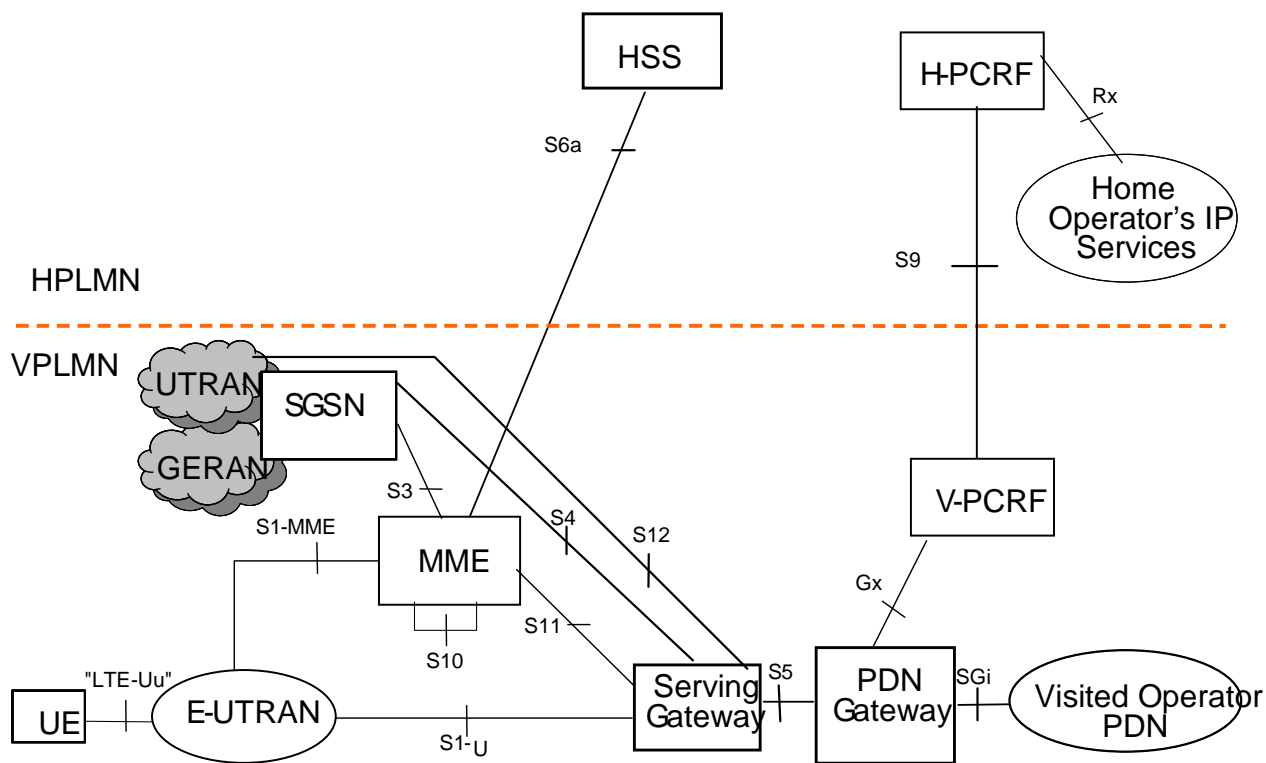 HSS
H-PCRF
Rx
S6a
Home
Operator's IP
Services
S9
HPLMN
VPLMN
UTRAN
SGSN
GERAN
S3
V-PCRF
S4
S12
S1-MME
MME
Gx
S11
S10
"LTE-Uu"
S5
SGi
Serving
Gateway
PDN
Gateway
UE
E-UTRAN
Visited Operator
PDN
S1-U